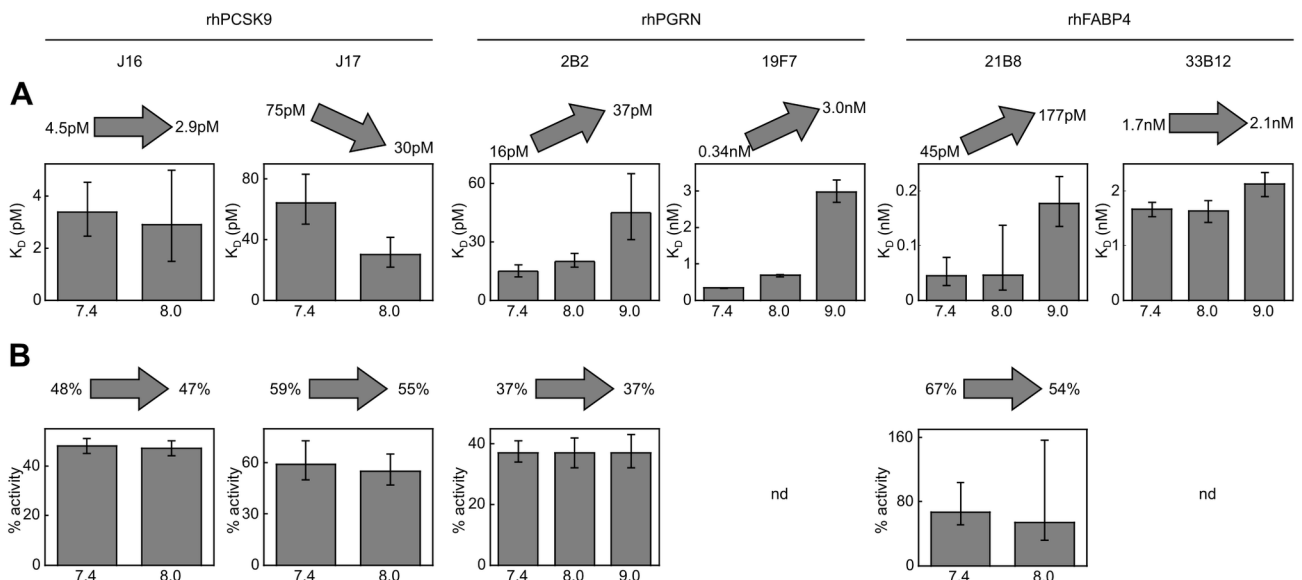 rhPCSK9 rhPGRN rhFABP4
J16 J17 2B2 19F7 21B8 33B12
A
4.5pM 2.9pM 75pM 30pM 16pM 37pM 0.34nM 3.0nM 45pM 177pM 1.7nM 2.1nM
K_D (pM) 4 2 0 7.4 8.0
K_D (pM) 80 40 0 7.4 8.0
K_D (pM) 60 30 0 7.4 8.0 9.0
K_D (nM) 3 2 1 0 7.4 8.0 9.0
K_D (nM) 0.2 0.1 0 7.4 8.0 9.0
K_D (nM) 2 1 0 7.4 8.0 9.0
B
48% 47% 59% 55% 37% 37% 67% 54%
% activity 40 20 0 7.4 8.0
% activity 60 30 0 7.4 8.0
% activity 40 20 0 7.4 8.0 9.0
nd
% activity 160 80 0 7.4 8.0
nd